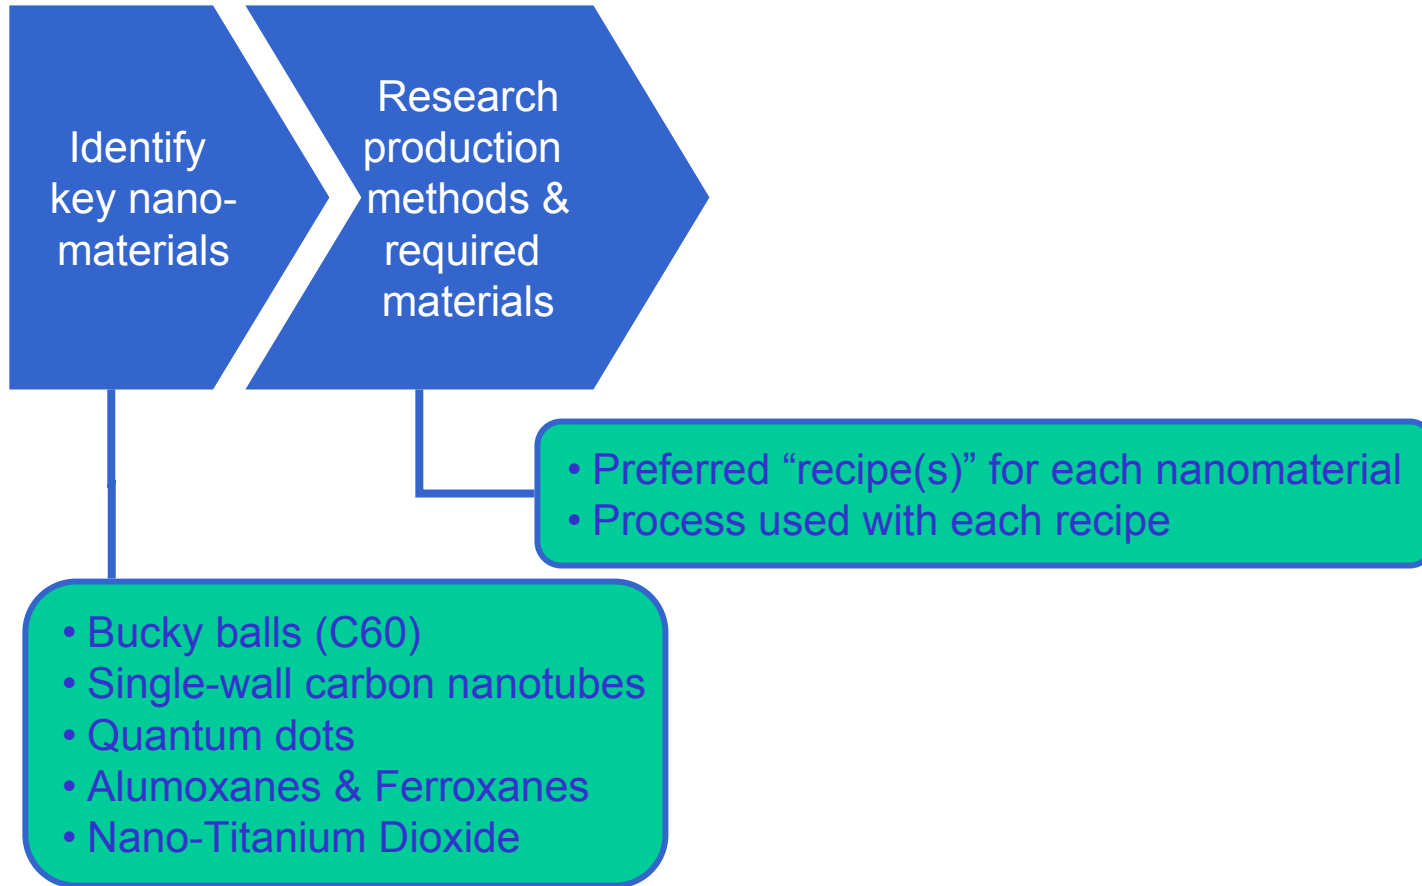 Identify
key nano-
materials
Research
production
methods &
required
materials
• Preferred “recipe(s)” for each nanomaterial
• Process used with each recipe
• Bucky balls (C60)
• Single-wall carbon nanotubes
• Quantum dots
• Alumoxanes & Ferroxanes
• Nano-Titanium Dioxide